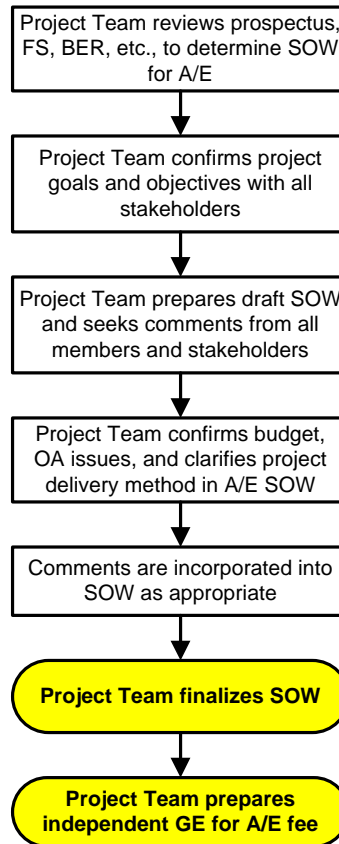 Project Team reviews prospectus,
FS, BER, etc., to determine SOW
for A/E
Project Team confirms project
goals and objectives with all
stakeholders
Project Team prepares draft SOW
and seeks comments from all
members and stakeholders
Project Team confirms budget,
OA issues, and clarifies project
delivery method in A/E SOW
Comments are incorporated into
SOW as appropriate
Project Team finalizes SOW
Project Team prepares
independent GE for A/E fee